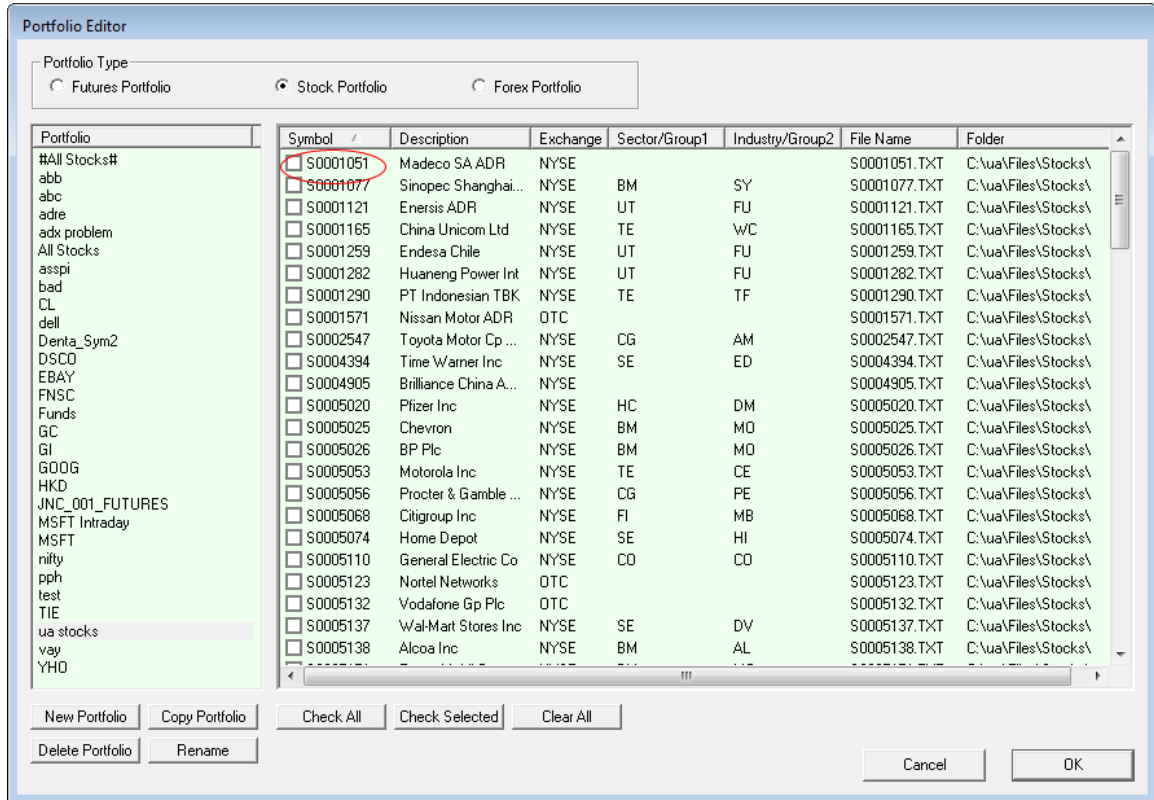 Portfolio Editor
Portfolio Type
Futures Portfolio Stock Portfolio Forex Portfolio
Portfolio
#All Stocks#
abb
abc
adre
adx problem
All Stocks
asspi
bad
CL
dell
Denta_Sym2
DSCO
EBAY
FNSC
Funds
GC
GI
GOOG
HKD
JNC_001_FUTURES
MSFT Intraday
MSFT
nifty
pph
test
TIE
ua stocks
vay
YHO
Symbol Description Exchange Sector/Group1 Industry/Group2 File Name Folder
S0001051 Madeco SA ADR NYSE S0001051.TXT C:\ua\Files\Stocks\
S0001077 Sinopec Shanghai... NYSE BM SY S0001077.TXT C:\ua\Files\Stocks\
S0001121 Enersis ADR NYSE UT FU S0001121.TXT C:\ua\Files\Stocks\
S0001165 China Unicom Ltd NYSE TE WC S0001165.TXT C:\ua\Files\Stocks\
S0001259 Endesa Chile NYSE UT FU S0001259.TXT C:\ua\Files\Stocks\
S0001282 Huaneng Power Int NYSE UT FU S0001282.TXT C:\ua\Files\Stocks\
S0001290 PT Indonesian TBK NYSE TE TF S0001290.TXT C:\ua\Files\Stocks\
S0001571 Nissan Motor ADR OTC S0001571.TXT C:\ua\Files\Stocks\
S0002547 Toyota Motor Cp ... NYSE CG AM S0002547.TXT C:\ua\Files\Stocks\
S0004394 Time Warner Inc NYSE SE ED S0004394.TXT C:\ua\Files\Stocks\
S0004905 Brilliance China A... NYSE S0004905.TXT C:\ua\Files\Stocks\
S0005020 Pfizer Inc NYSE HC DM S0005020.TXT C:\ua\Files\Stocks\
S0005025 Chevron NYSE BM MO S0005025.TXT C:\ua\Files\Stocks\
S0005026 BP Plc NYSE BM MO S0005026.TXT C:\ua\Files\Stocks\
S0005053 Motorola Inc NYSE TE CE S0005053.TXT C:\ua\Files\Stocks\
S0005056 Procter & Gamble ... NYSE CG PE S0005056.TXT C:\ua\Files\Stocks\
S0005068 Citigroup Inc NYSE FI MB S0005068.TXT C:\ua\Files\Stocks\
S0005074 Home Depot NYSE SE HI S0005074.TXT C:\ua\Files\Stocks\
S0005110 General Electric Co NYSE CO CO S0005110.TXT C:\ua\Files\Stocks\
S0005123 Nortel Networks OTC S0005123.TXT C:\ua\Files\Stocks\
S0005132 Vodafone Gp Plc OTC S0005132.TXT C:\ua\Files\Stocks\
S0005137 Wal-Mart Stores Inc NYSE SE DV S0005137.TXT C:\ua\Files\Stocks\
S0005138 Alcoa Inc NYSE BM AL S0005138.TXT C:\ua\Files\Stocks\
New Portfolio Copy Portfolio Check All Check Selected Clear All
Delete Portfolio Rename
Cancel OK